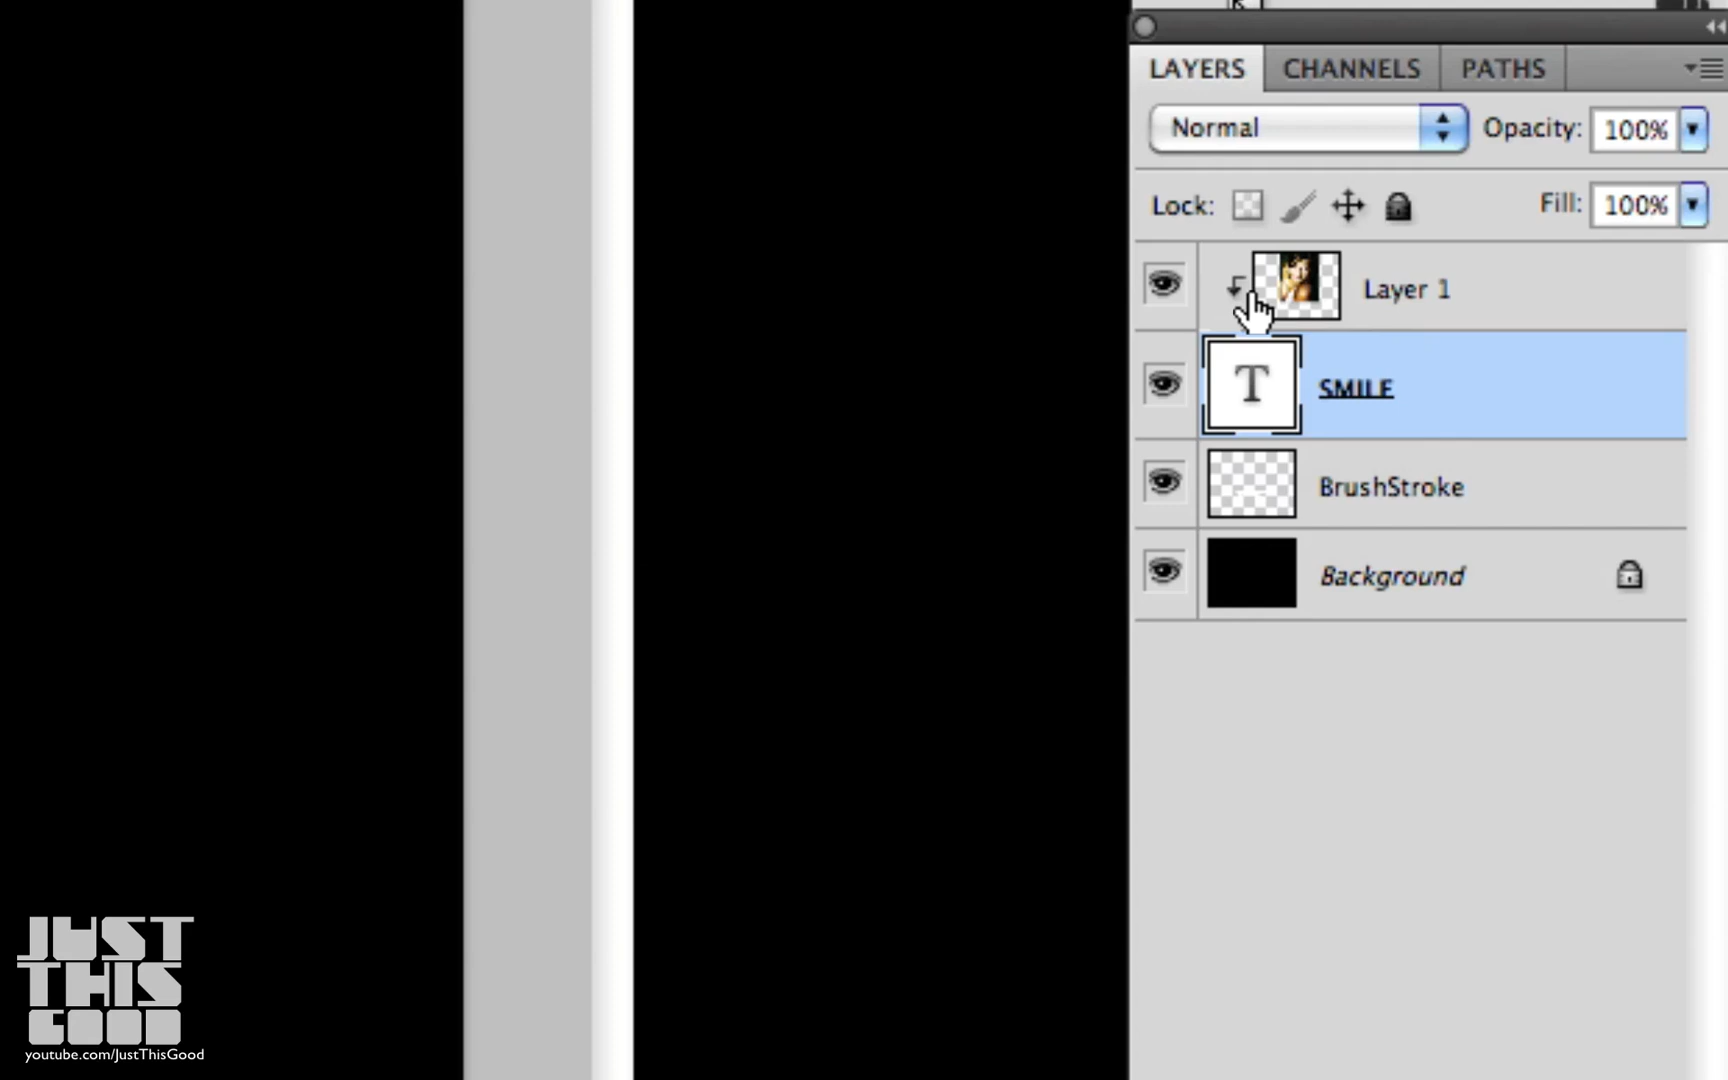 LAYERS CHANNELS PATHS
Normal Opacity: 100%
Lock: Fill: 100%
Layer 1
T SMILE
BrushStroke
Background
JUST
THIS
GOOD
youtube.com/JustThisGood